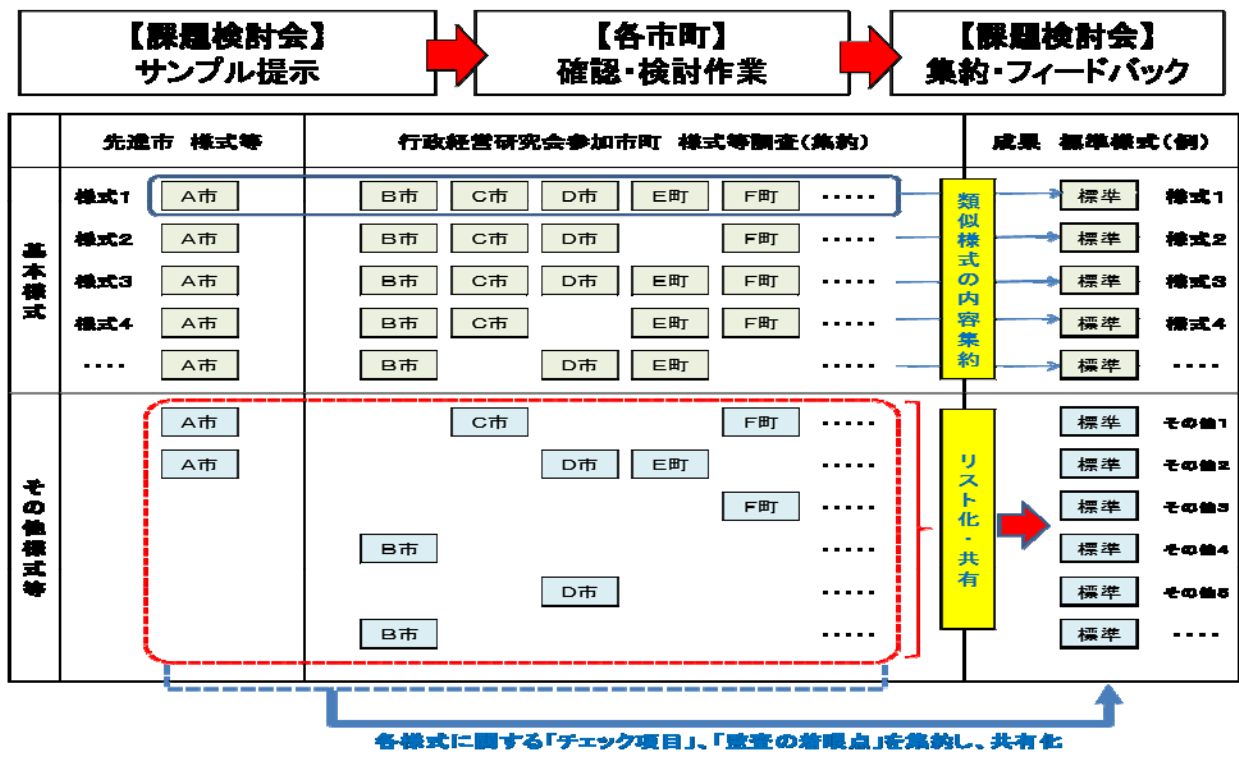 【課題検討会】
サンプル提示
【各市町】
確認・検討作業
【課題検討会】
集約・フィードバック
先進市 様式等
行政経営研究会参加市町 様式等調査(集約)
成果 標準様式(例)
基本様式
様式1 A市 B市 C市 D市 E町 F町 ····· 標準 様式1
様式2 A市 B市 C市 D市 F町 ····· 標準 様式2
様式3 A市 B市 C市 D市 E町 F町 ····· 標準 様式3
様式4 A市 B市 C市 E町 F町 ····· 標準 様式4
···· A市 B市 D市 E町 ····· 標準 ····
類似様式の内容集約
その他様式等
A市 C市 F町 ····· 標準 その他1
A市 D市 E町 ····· 標準 その他2
F町 ····· 標準 その他3
B市 ····· 標準 その他4
D市 ····· 標準 その他5
B市 ····· 標準 ····
リスト化・共有
各様式に関する「チェック項目」、「監査の着眼点」を集約し、共有化